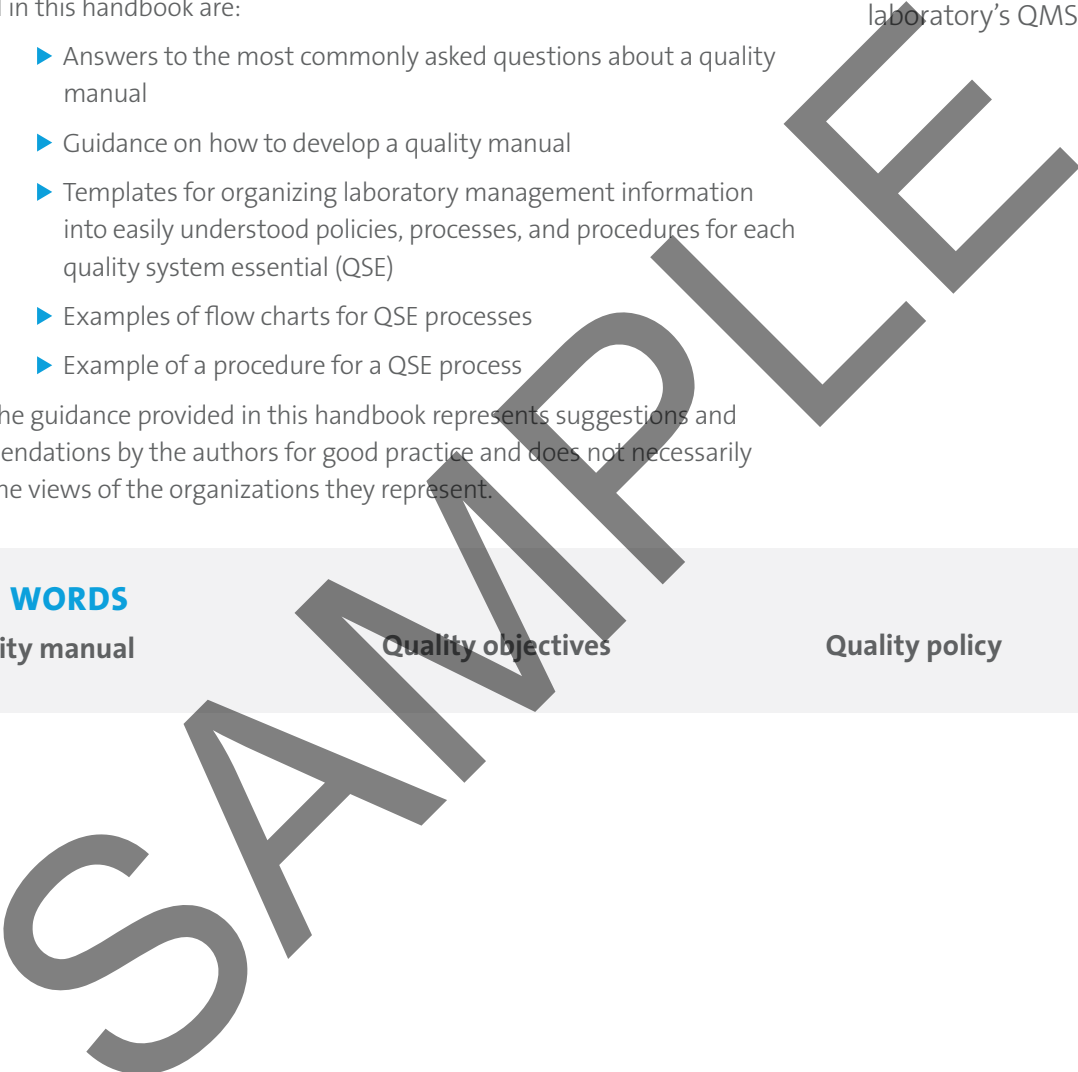 l in this handbook are:
laboratory's QMS
Answers to the most commonly asked questions about a quality
manual
Guidance on how to develop a quality manual
Templates for organizing laboratory management information
into easily understood policies, processes, and procedures for each
quality system essential (QSE)
Examples of flow charts for QSE processes
Example of a procedure for a QSE process
he guidance provided in this handbook represents suggestions and
endations by the authors for good practice and does not necessarily
he views of the organizations they represent.
WORDS
ity manual Quality objectives Quality policy
SAMPLE